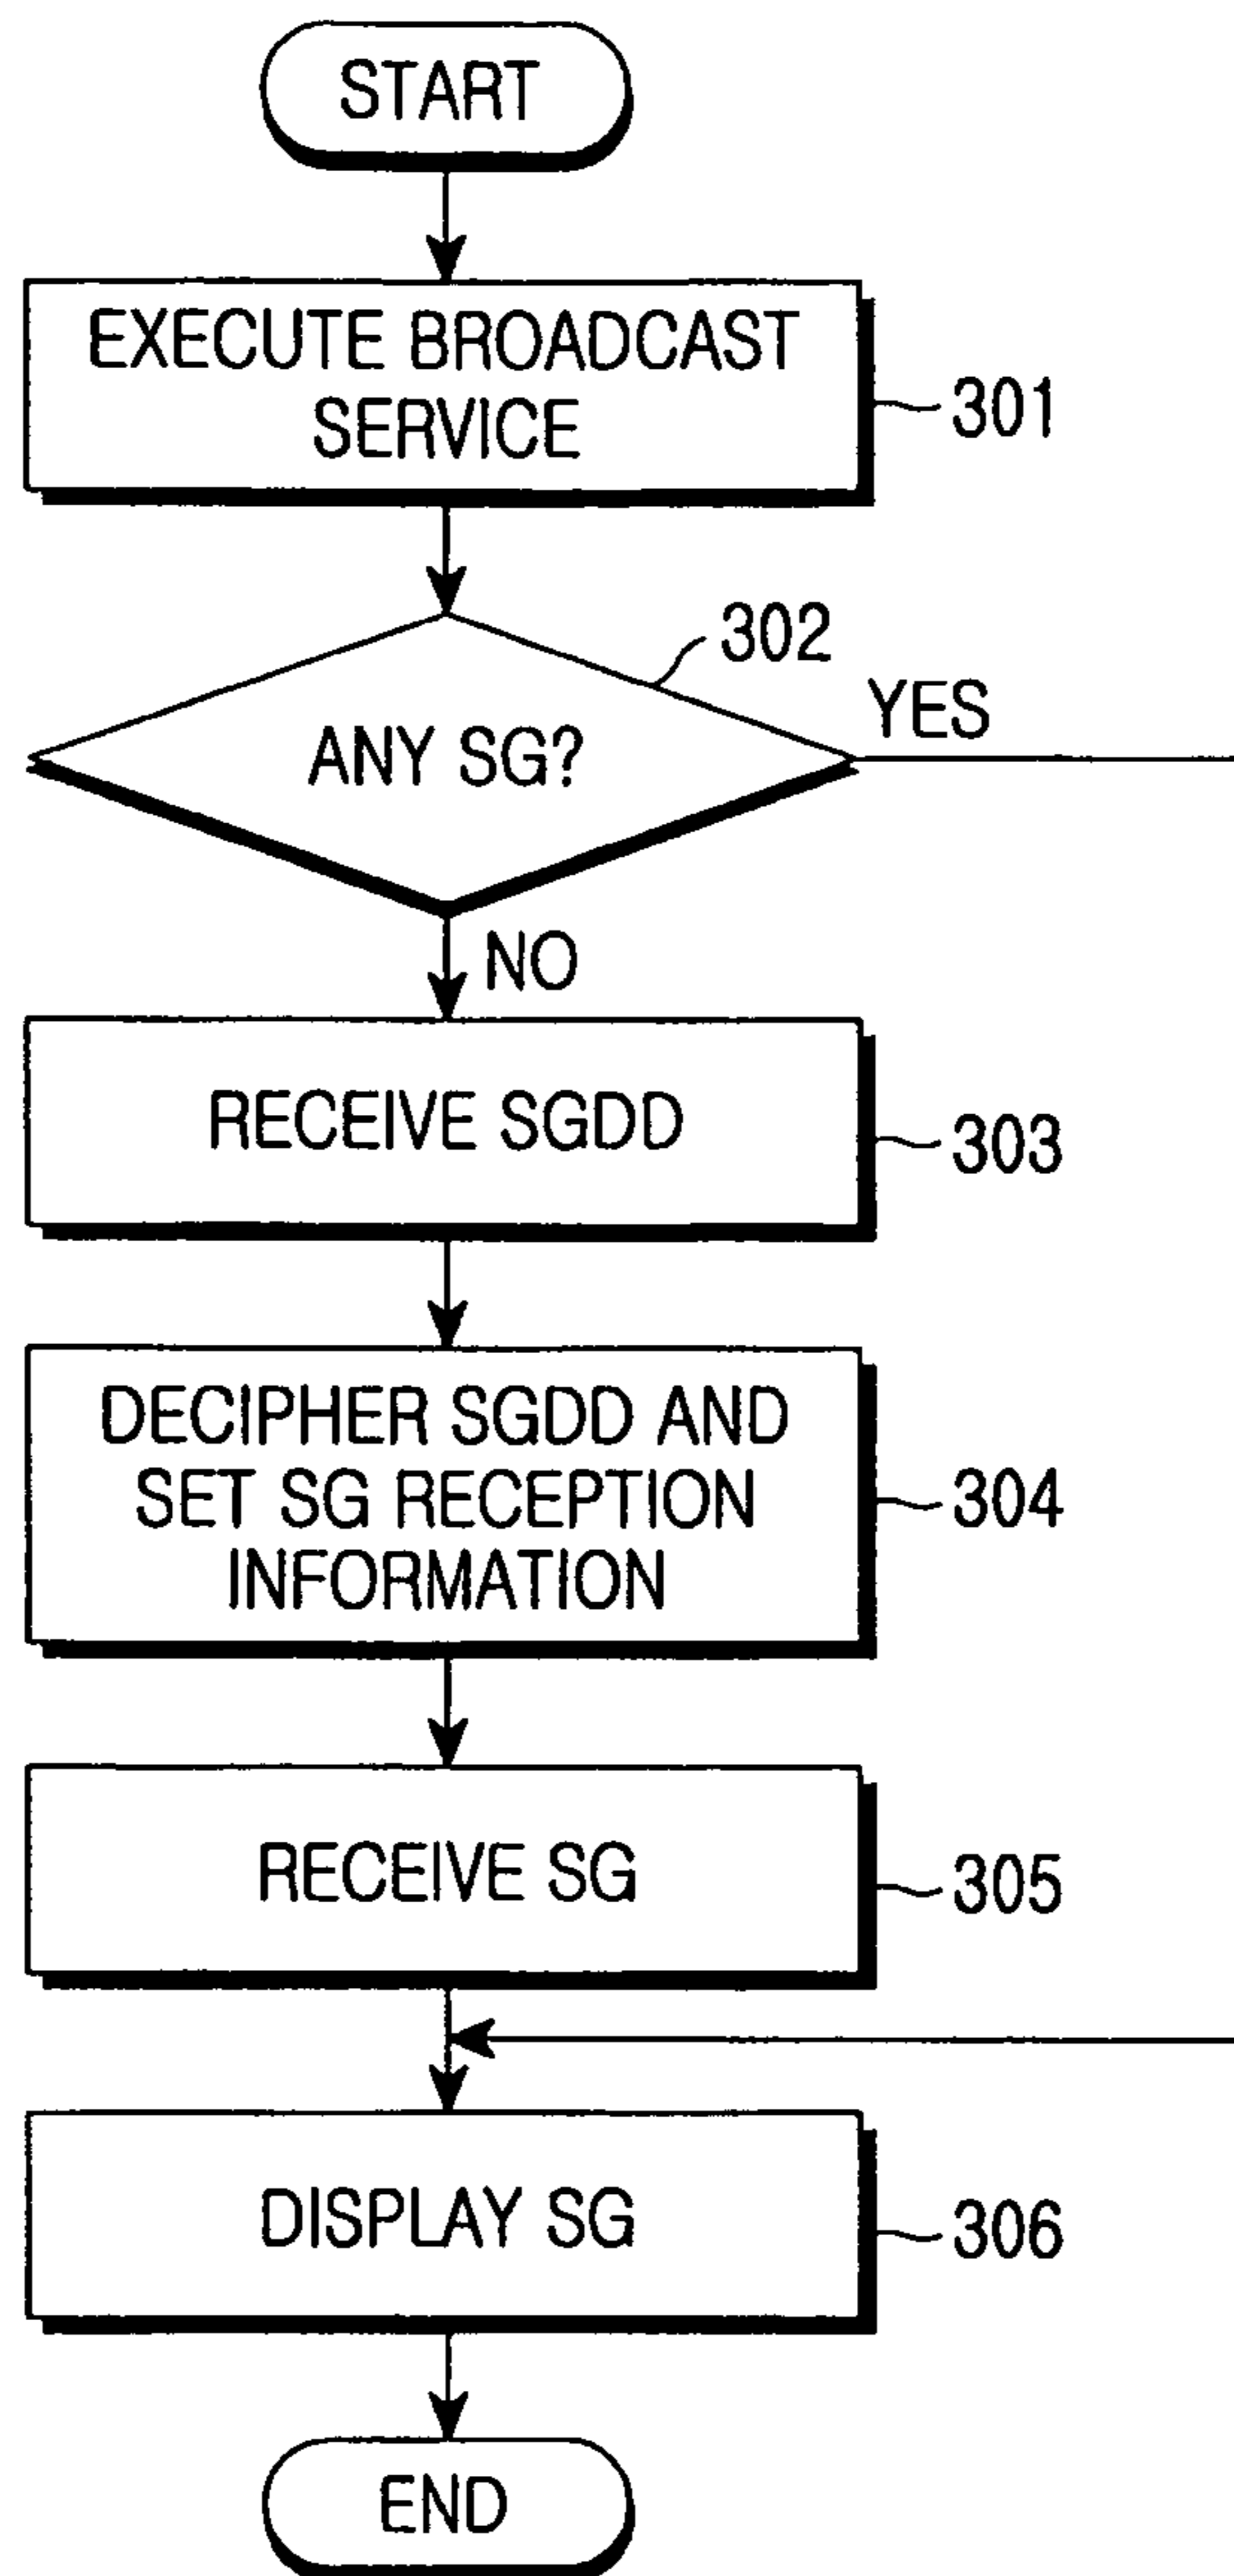 START
EXECUTE BROADCAST
SERVICE
301
302
YES
ANY SG?
NO
RECEIVE SGDD
303
DECIPHER SGDD AND
SET SG RECEPTION
INFORMATION
304
RECEIVE SG
305
DISPLAY SG
306
END